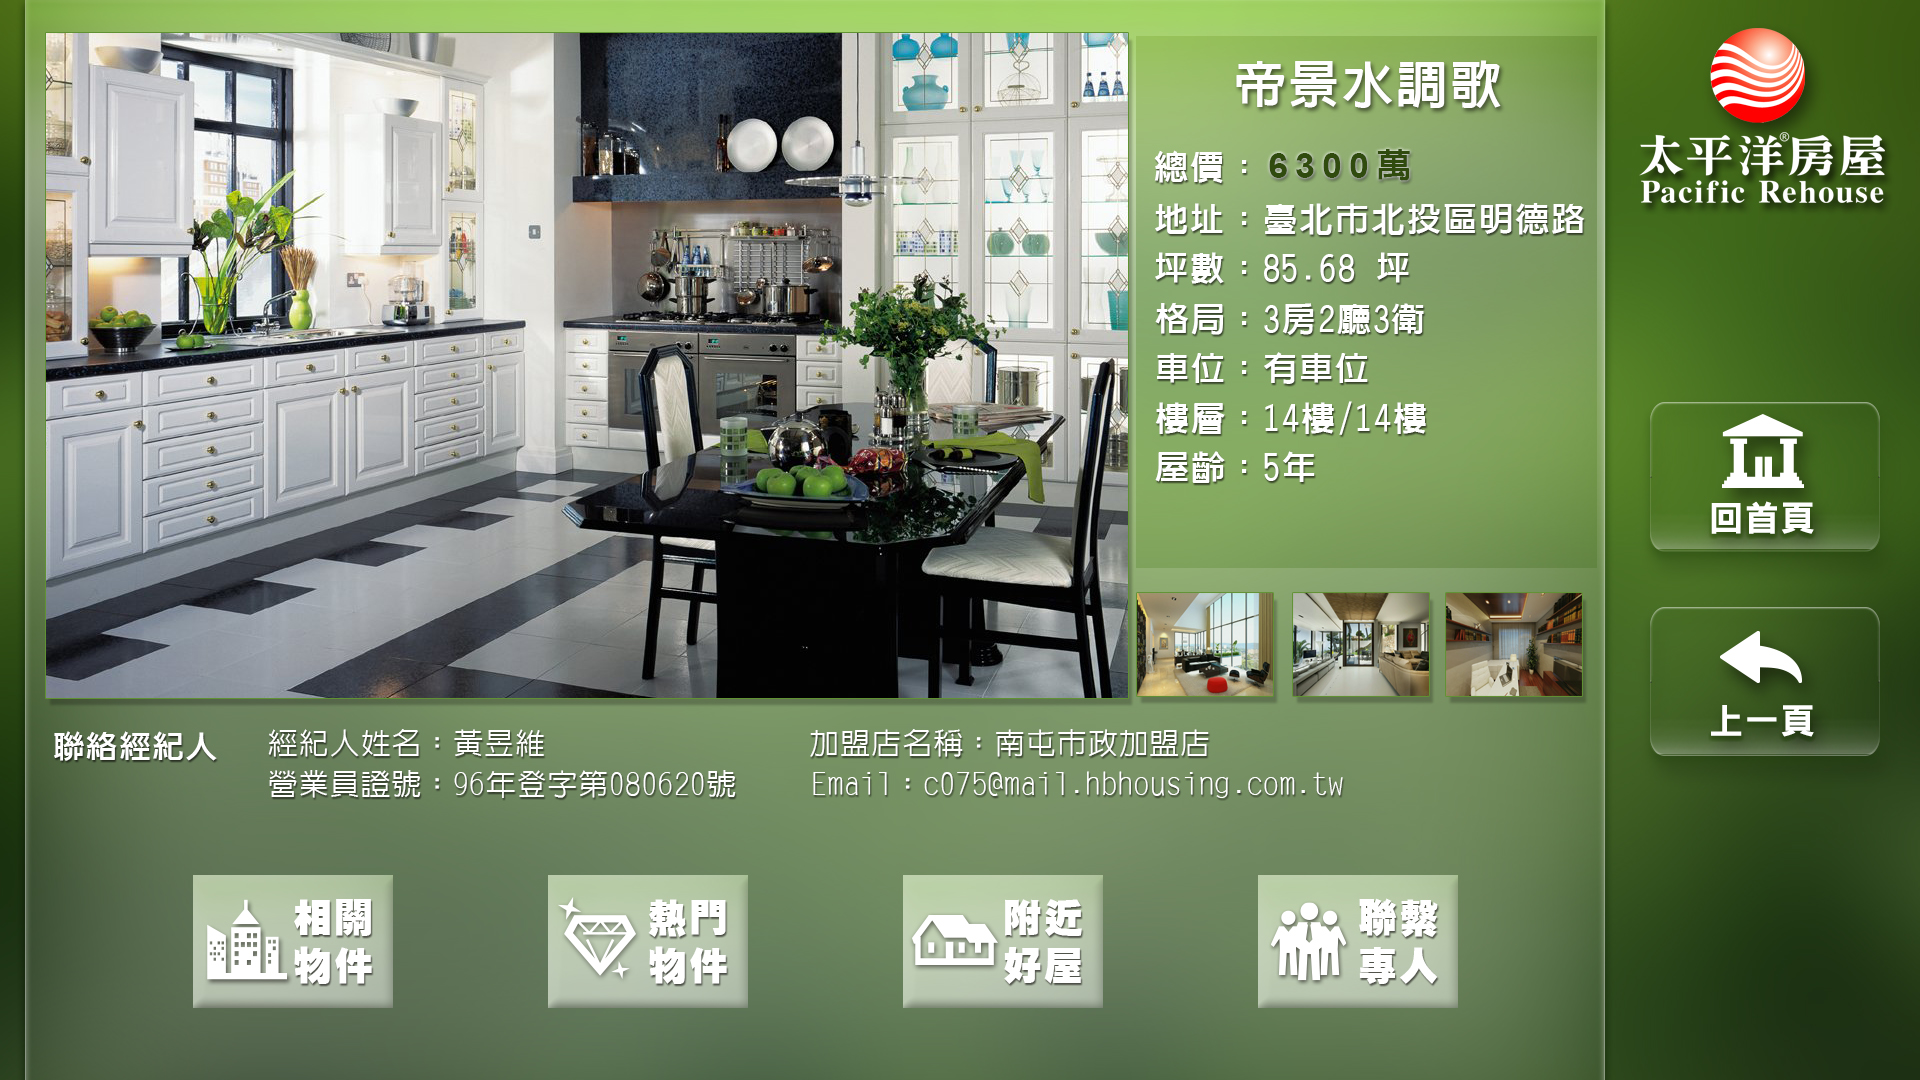 帝景水調歌
總價：6300萬
地址：臺北市北投區明德路
坪數：85.68 坪
格局：3房2廳3衛
車位：有車位
樓層：14樓/14樓
屋齡：5年
太平洋房屋®
Pacific Rehouse
回首頁
上一頁
聯絡經紀人
經紀人姓名：黃昱維
營業員證號：96年登字第080620號
加盟店名稱：南屯市政加盟店
Email：c075@mail.hbhousing.com.tw
相關
物件
熱門
物件
附近
好屋
聯繫
專人